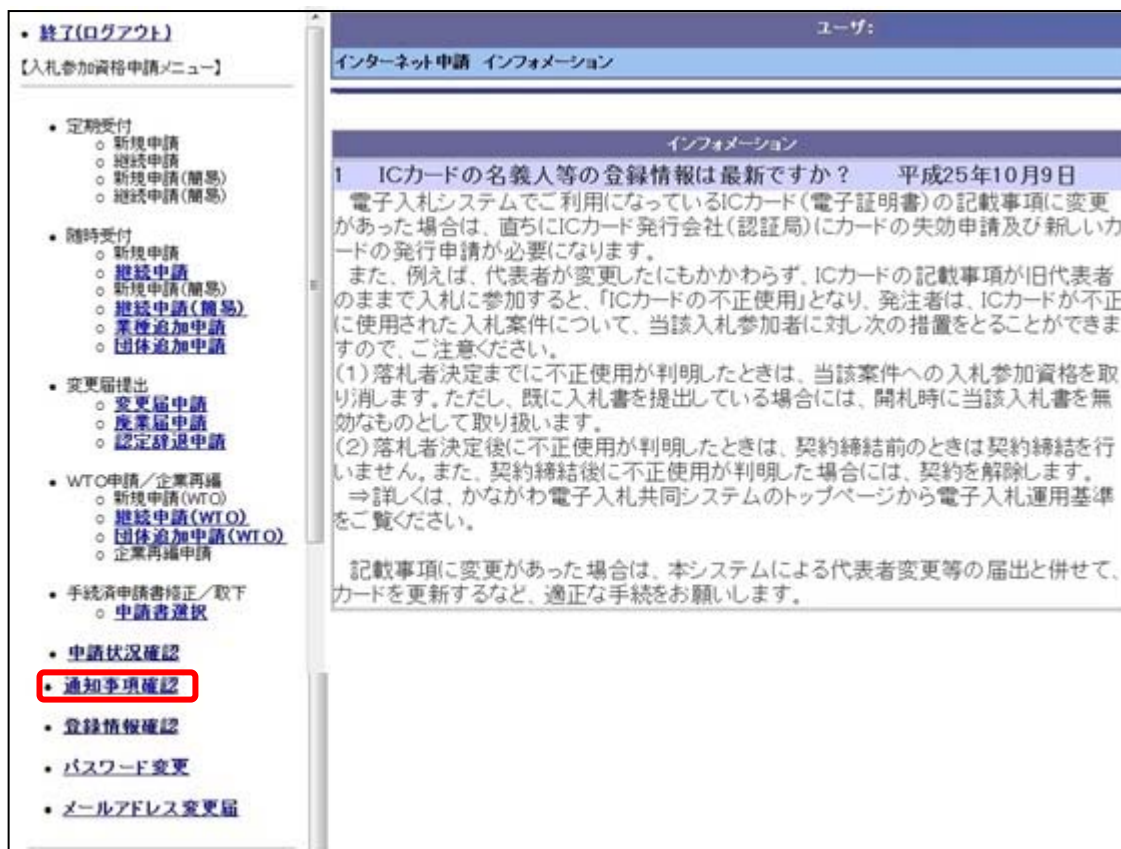 終了(ログアウト)
【入札参加資格申請メニュー】
定期受付
新規申請
継続申請
新規申請(簡易)
継続申請(簡易)
随時受付
新規申請
継続申請
新規申請(簡易)
継続申請(簡易)
業種追加申請
団体追加申請
変更届提出
変更届申請
廃業届申請
認定辞退申請
WTO申請／企業再編
新規申請(WTO)
継続申請(WTO)
団体追加申請(WTO)
企業再編申請
手続済申請書修正／取下
申請書選択
申請状況確認
通知事項確認
登録情報確認
パスワード変更
メールアドレス変更届
ユーザ:
インターネット申請 インフォメーション
インフォメーション
1 ICカードの名義人等の登録情報は最新ですか？ 平成25年10月9日
電子入札システムでご利用になっているICカード（電子証明書）の記載事項に変更
があった場合は、直ちにICカード発行会社（認証局）にカードの失効申請及び新しいカ
ードの発行申請が必要になります。
また、例えば、代表者が変更したにもかかわらず、ICカードの記載事項が旧代表者
のままで入札に参加すると、「ICカードの不正使用」となり、発注者は、ICカードが不正
に使用された入札案件について、当該入札参加者に対し次の措置をとることができま
すので、ご注意ください。
（1）落札者決定までに不正使用が判明したときは、当該案件への入札参加資格を取
り消します。ただし、既に入札書を提出している場合には、開札時に当該入札書を無
効なものとして取り扱います。
（2）落札者決定後に不正使用が判明したときは、契約締結前のときは契約締結を行
いません。また、契約締結後に不正使用が判明した場合には、契約を解除します。
⇒詳しくは、かながわ電子入札共同システムのトップページから電子入札運用基準
をご覧ください。
記載事項に変更があった場合は、本システムによる代表者変更等の届出と併せて、
カードを更新するなど、適正な手続をお願いします。